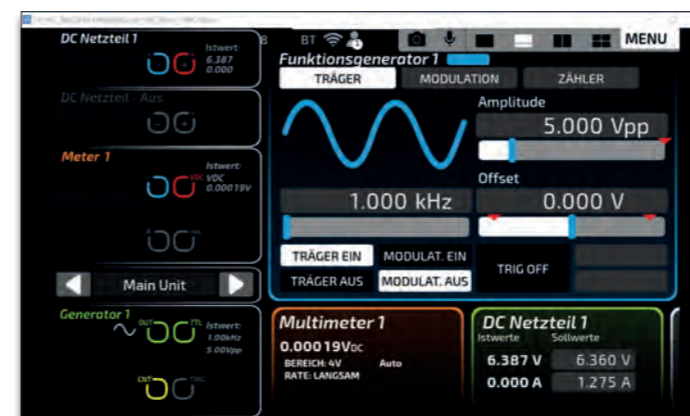 DC Netzteil 1
Istwert:
6.387
0.000
DC Netzteil - Aus
Meter 1
Istwert:
VDC
VDC
0.00019V
Main Unit
Generator 1
OUT
TTL
Istwert:
1.00kHz
5.00Vpp
CNT
8 BT MENU
Funktionsgenerator 1
TRÄGER MODULATION ZÄHLER
Amplitude
5.000 Vpp
Offset
1.000 kHz 0.000 V
TRÄGER EIN MODULAT. EIN
TRIG OFF
TRÄGER AUS MODULAT. AUS
Multimeter 1
0.00019VDC
BEREICH: 4V Auto
RATE: LANGSAM
DC Netzteil 1
Istwerte Sollwerte
6.387 V 6.360 V
0.000 A 1.275 A